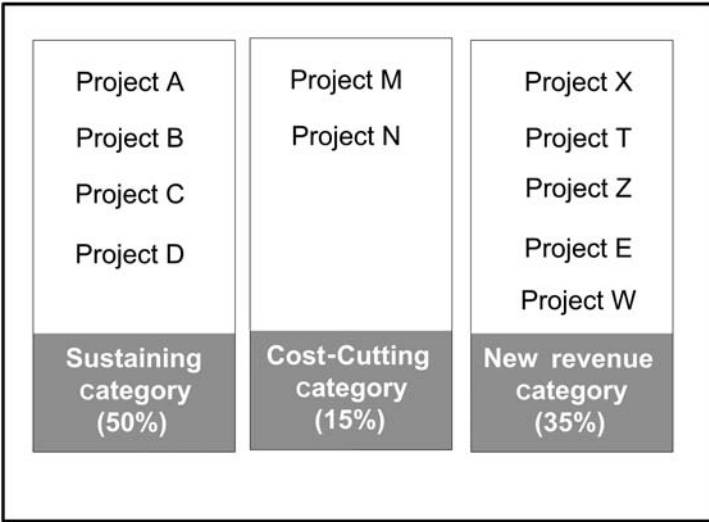 Project A
Project B
Project C
Project D
Sustaining
category
(50%)
Project M
Project N
Cost-Cutting
category
(15%)
Project X
Project T
Project Z
Project E
Project W
New revenue
category
(35%)